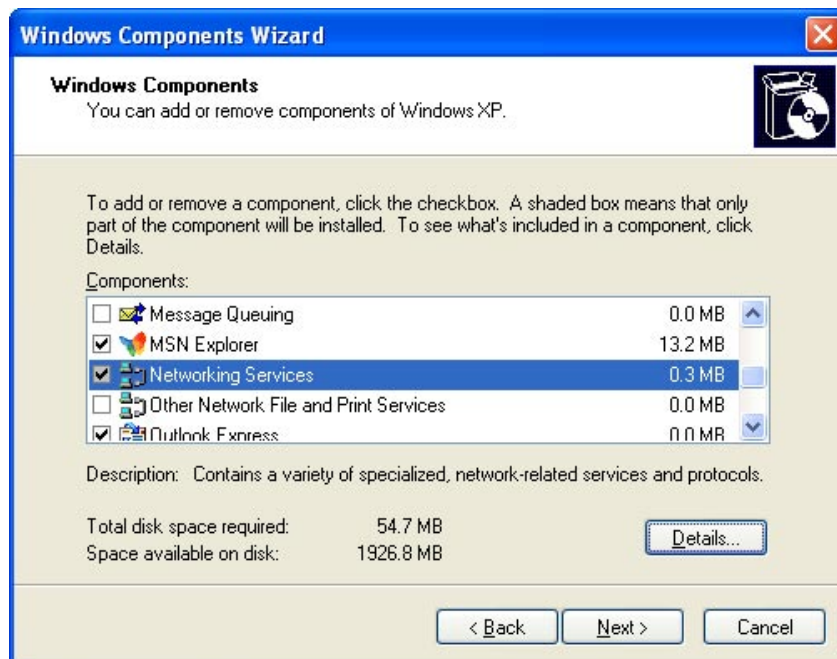 Windows Components Wizard
Windows Components
You can add or remove components of Windows XP.
To add or remove a component, click the checkbox. A shaded box means that only
part of the component will be installed. To see what's included in a component, click
Details.
Components:
Message Queuing 0.0 MB
MSN Explorer 13.2 MB
Networking Services 0.3 MB
Other Network File and Print Services 0.0 MB
Outlook Express 0.0 MB
Description: Contains a variety of specialized, network-related services and protocols.
Total disk space required: 54.7 MB
Space available on disk: 1926.8 MB
Details...
< Back Next > Cancel